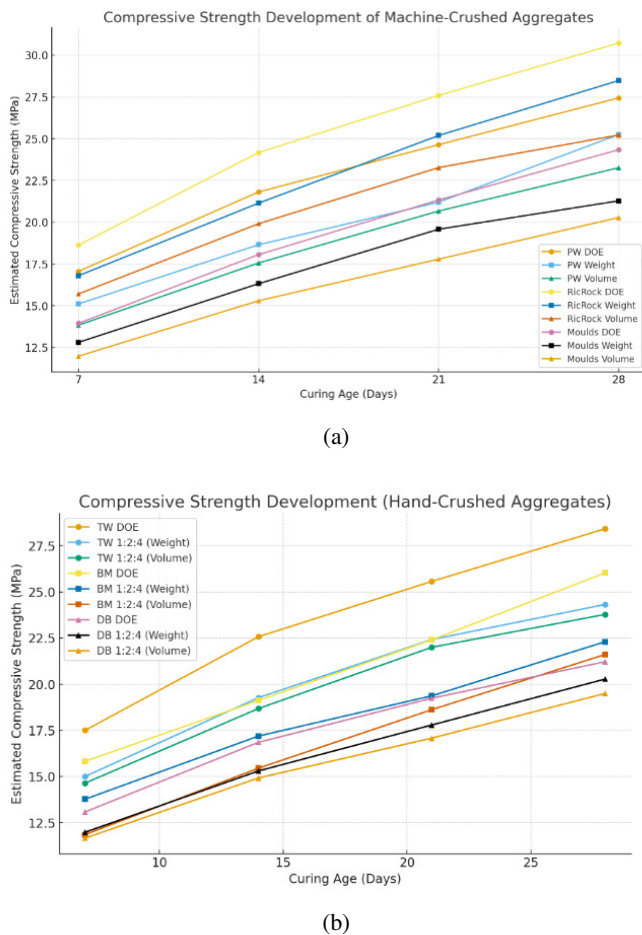 Compressive Strength Development of Machine-Crushed Aggregates
30.0
27.5
25.0
22.5
20.0
17.5
15.0
12.5
Estimated Compressive Strength (MPa)
PW DOE
PW Weight
PW Volume
RicRock DOE
RicRock Weight
RicRock Volume
Moulds DOE
Moulds Weight
Moulds Volume
7
14
21
28
Curing Age (Days)
(a)
Compressive Strength Development (Hand-Crushed Aggregates)
TW DOE
TW 1:2:4 (Weight)
TW 1:2:4 (Volume)
BM DOE
BM 1:2:4 (Weight)
BM 1:2:4 (Volume)
DB DOE
DB 1:2:4 (Weight)
DB 1:2:4 (Volume)
27.5
25.0
22.5
20.0
17.5
15.0
12.5
Estimated Compressive Strength (MPa)
10
15
20
25
Curing Age (Days)
(b)